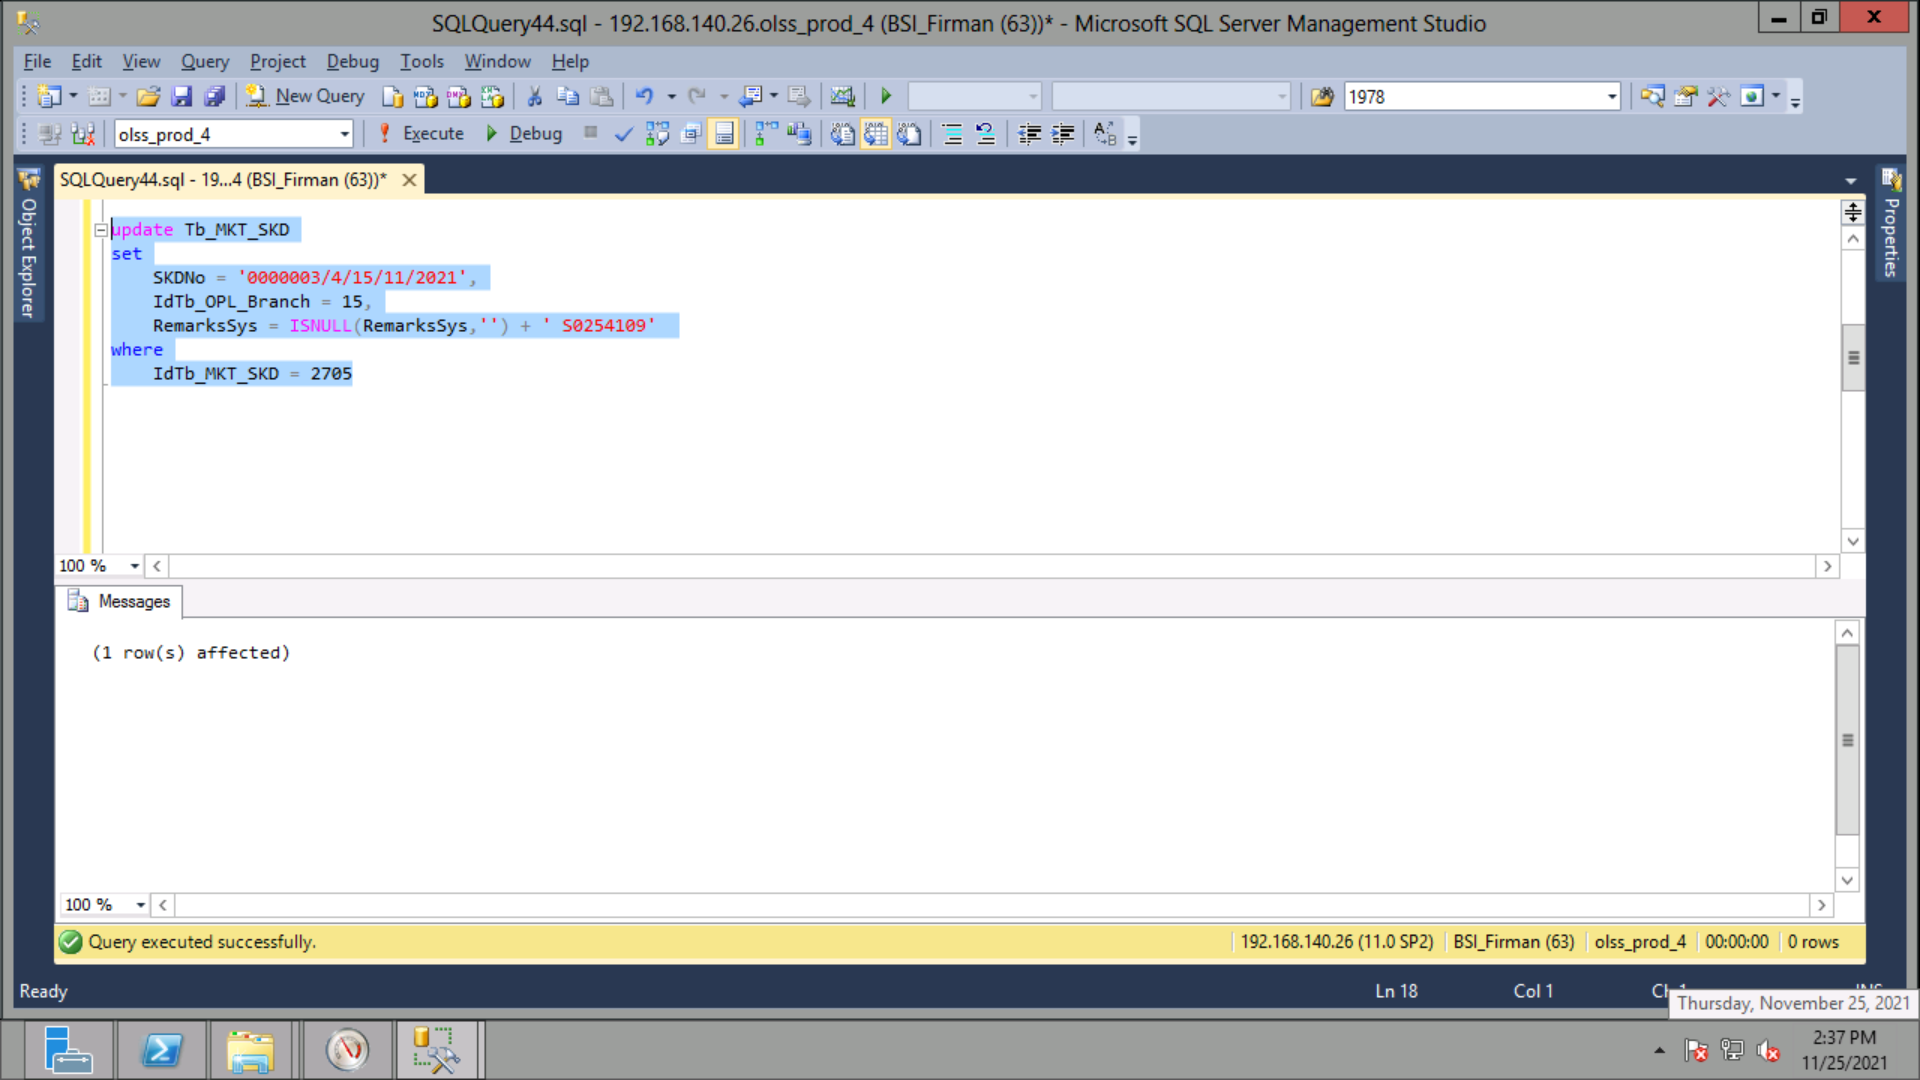 SQLQuery44.sql - 192.168.140.26.olss_prod_4 (BSI_Firman (63))* - Microsoft SQL Server Management Studio
File Edit View Query Project Debug Tools Window Help
New Query 1978
olss_prod_4 Execute Debug
SQLQuery44.sql - 19...4 (BSI_Firman (63))*
Object Explorer
Properties
update Tb_MKT_SKD
set
SKDNo = '0000003/4/15/11/2021',
IdTb_OPL_Branch = 15,
RemarksSys = ISNULL(RemarksSys,'') + ' S0254109'
where
IdTb_MKT_SKD = 2705
100 %
Messages
(1 row(s) affected)
100 %
Query executed successfully. 192.168.140.26 (11.0 SP2) BSI_Firman (63) olss_prod_4 00:00:00 0 rows
Ready Ln 18 Col 1
Thursday, November 25, 2021
2:37 PM
11/25/2021